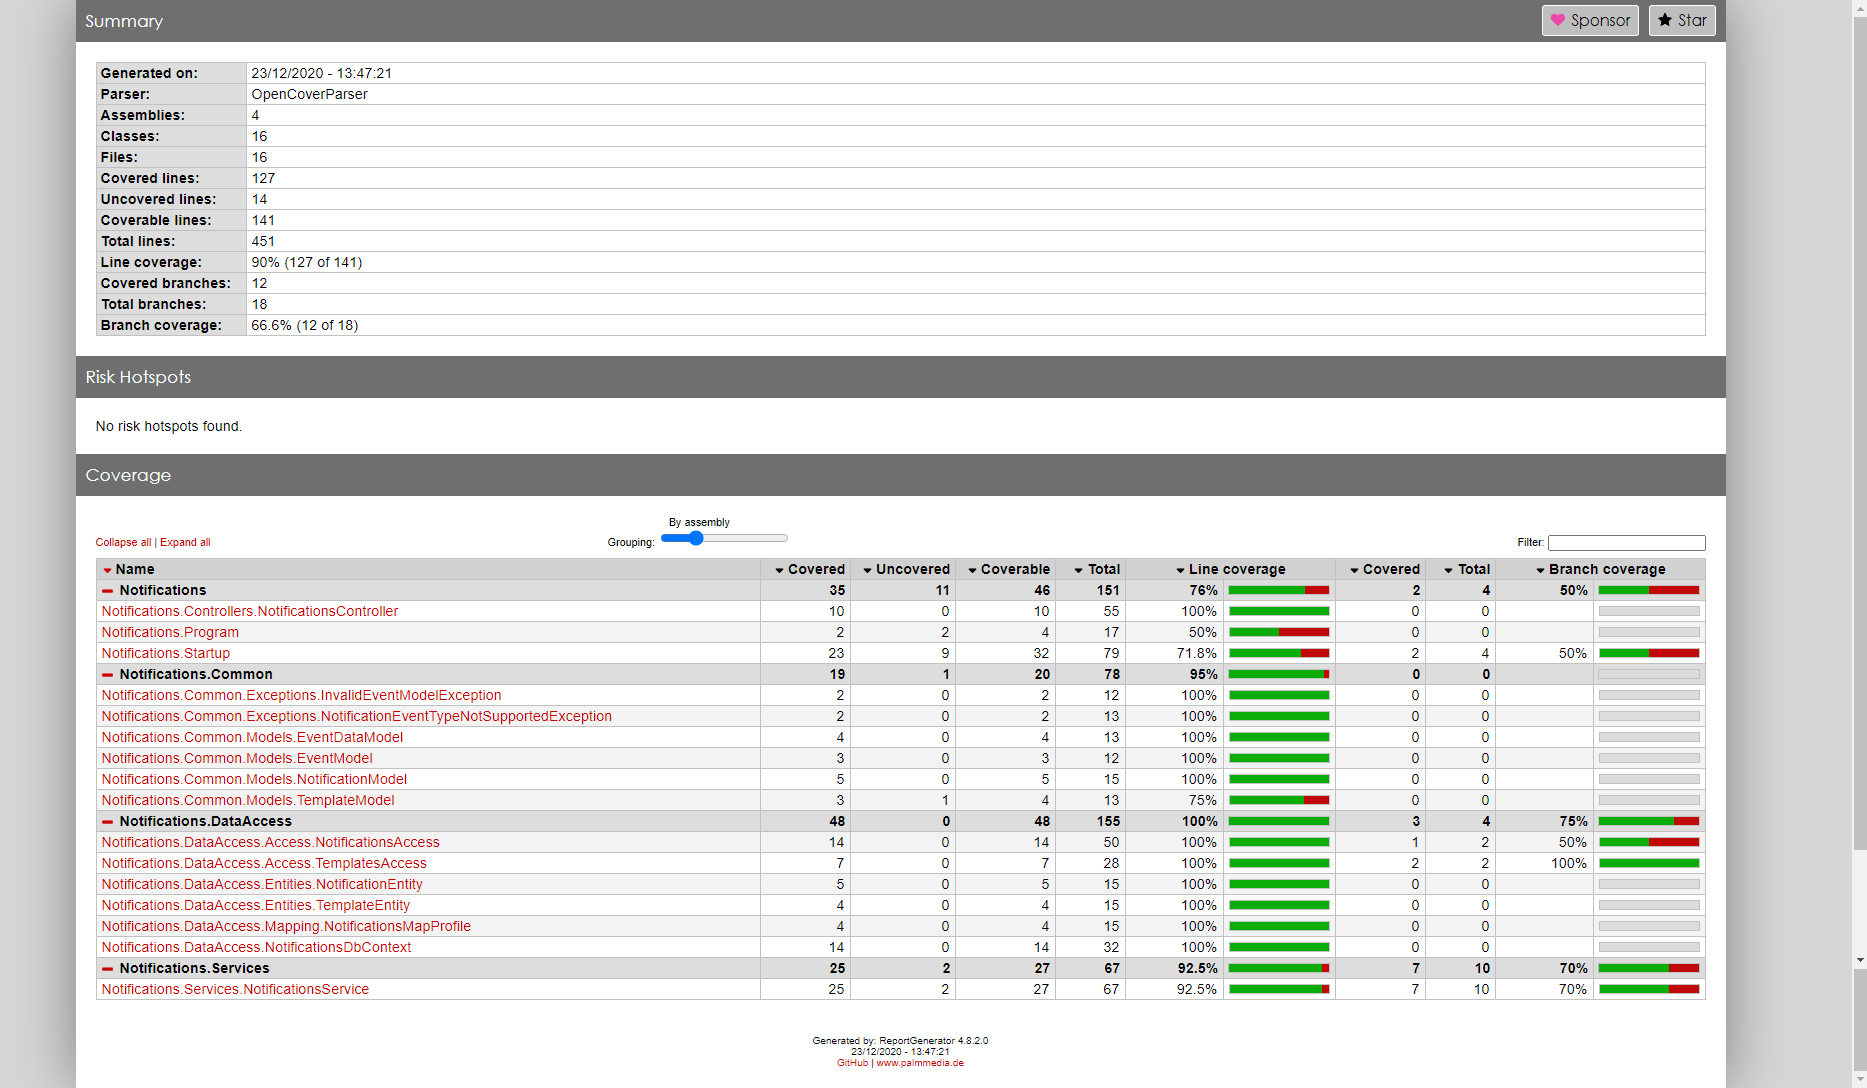 Summary
Sponsor Star
Generated on: 23/12/2020 - 13:47:21
Parser: OpenCoverParser
Assemblies: 4
Classes: 16
Files: 16
Covered lines: 127
Uncovered lines: 14
Coverable lines: 141
Total lines: 451
Line coverage: 90% (127 of 141)
Covered branches: 12
Total branches: 18
Branch coverage: 66.6% (12 of 18)
Risk Hotspots
No risk hotspots found.
Coverage
By assembly
Collapse all | Expand all Grouping: Filter:
Name Covered Uncovered Coverable Total Line coverage Covered Total Branch coverage
Notifications 35 11 46 151 76% 2 4 50%
Notifications.Controllers.NotificationsController 10 0 10 55 100% 0 0
Notifications.Program 2 2 4 17 50% 0 0
Notifications.Startup 23 9 32 79 71.8% 2 4 50%
Notifications.Common 19 1 20 78 95% 0 0
Notifications.Common.Exceptions.InvalidEventModelException 2 0 2 12 100% 0 0
Notifications.Common.Exceptions.NotificationEventTypeNotSupportedException 2 0 2 13 100% 0 0
Notifications.Common.Models.EventDataModel 4 0 4 13 100% 0 0
Notifications.Common.Models.EventModel 3 0 3 12 100% 0 0
Notifications.Common.Models.NotificationModel 5 0 5 15 100% 0 0
Notifications.Common.Models.TemplateModel 3 1 4 13 75% 0 0
Notifications.DataAccess 48 0 48 155 100% 3 4 75%
Notifications.DataAccess.Access.NotificationsAccess 14 0 14 50 100% 1 2 50%
Notifications.DataAccess.Access.TemplatesAccess 7 0 7 28 100% 2 2 100%
Notifications.DataAccess.Entities.NotificationEntity 5 0 5 15 100% 0 0
Notifications.DataAccess.Entities.TemplateEntity 4 0 4 15 100% 0 0
Notifications.DataAccess.Mapping.NotificationsMapProfile 4 0 4 15 100% 0 0
Notifications.DataAccess.NotificationsDbContext 14 0 14 32 100% 0 0
Notifications.Services 25 2 27 67 92.5% 7 10 70%
Notifications.Services.NotificationsService 25 2 27 67 92.5% 7 10 70%
Generated by: ReportGenerator 4.8.2.0
23/12/2020 - 13:47:21
GitHub | www.palmmedia.de